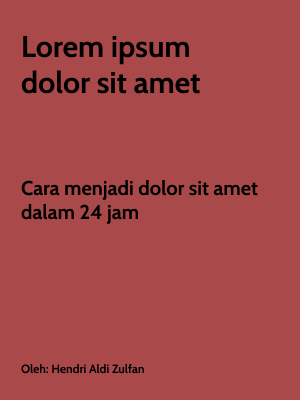 Lorem ipsum
dolor sit amet
Cara menjadi dolor sit amet
dalam 24 jam
Oleh: Hendri Aldi Zulfan